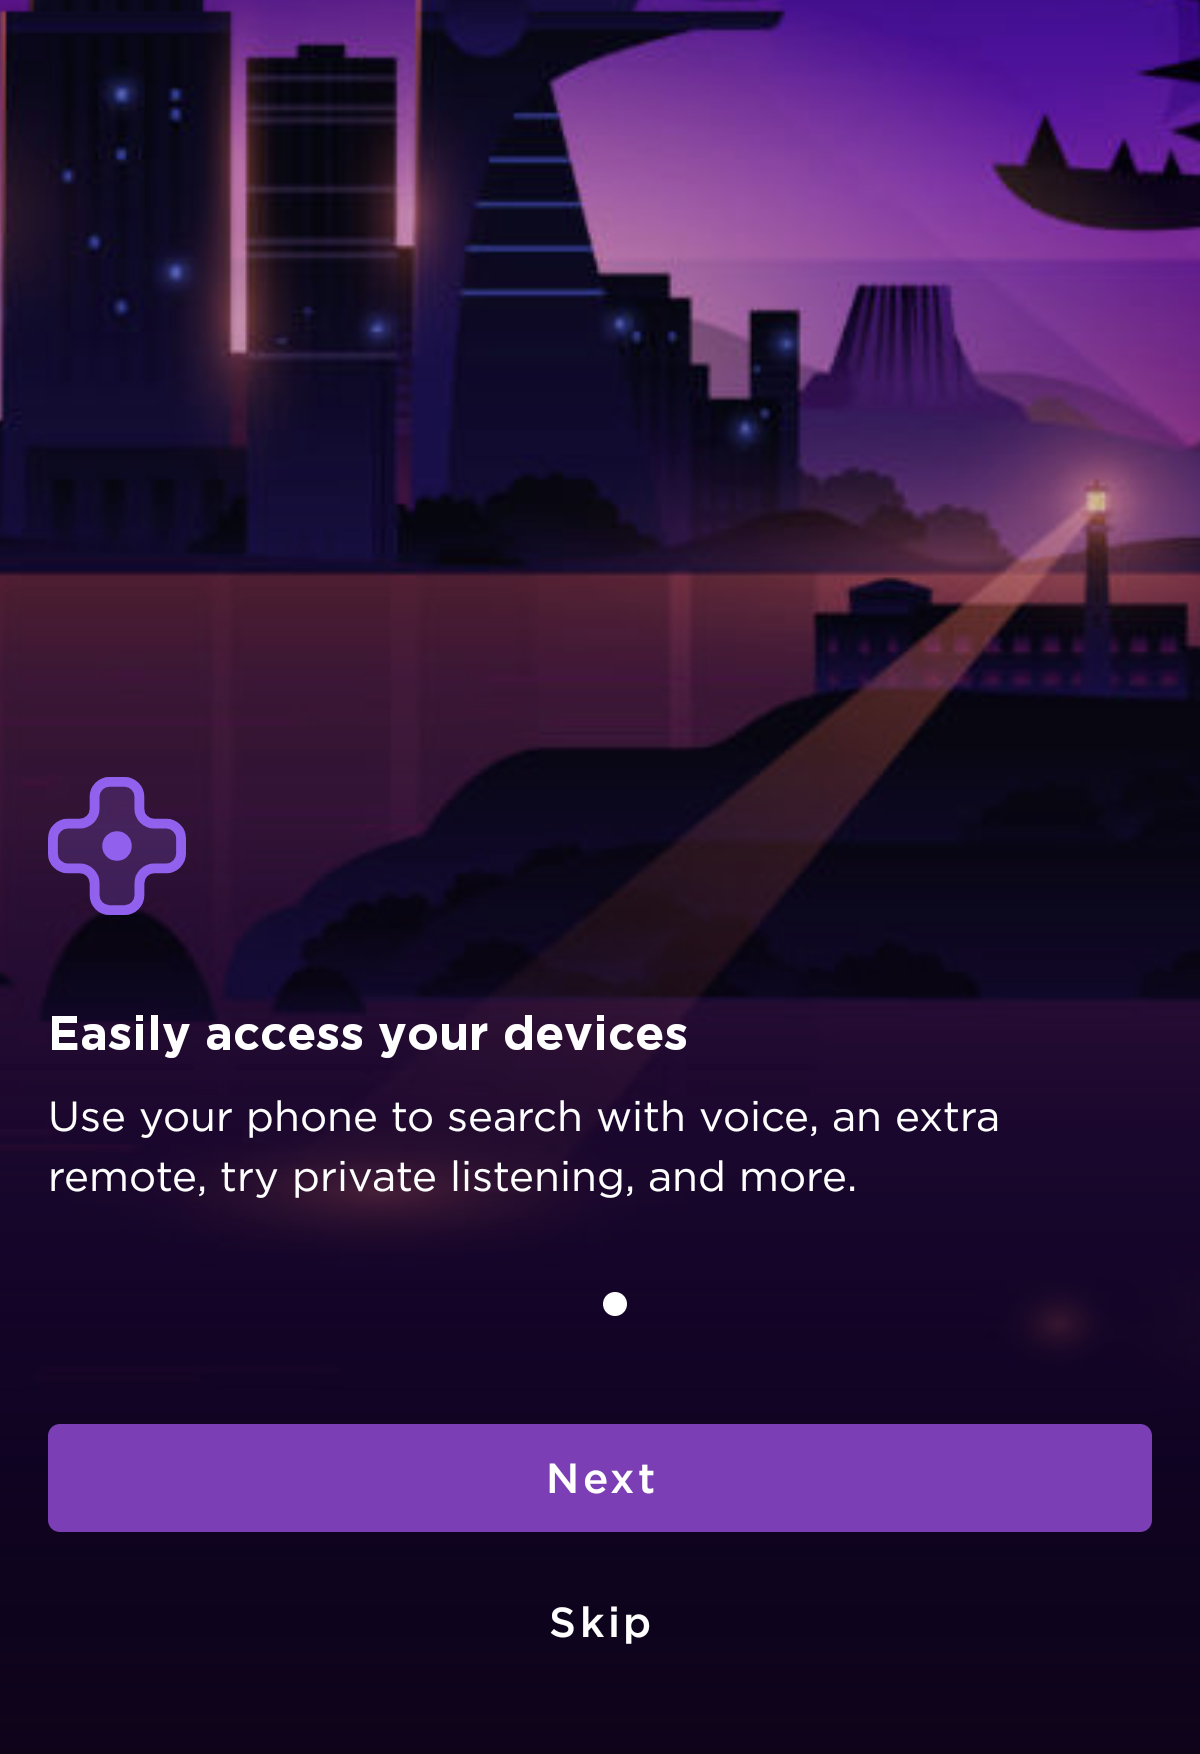 Easily access your devices
Use your phone to search with voice, an extra
remote, try private listening, and more.
Next
Skip